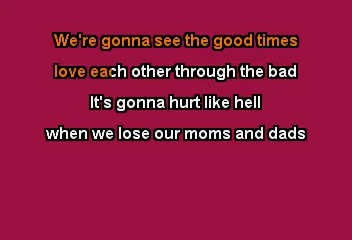 We're gonna see the good times
love each other through the bad
It's gonna hurt like hell
when we lose our moms and dads